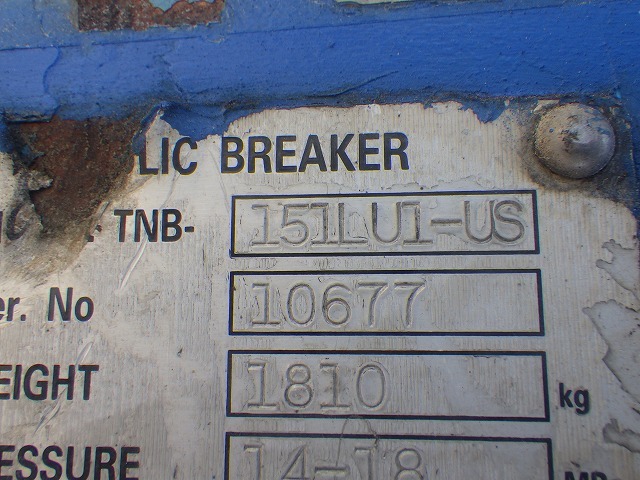 LIC BREAKER
TNB- 151LU1-US
er. No 10677
EIGHT 1810 kg
ESSURE 14-18